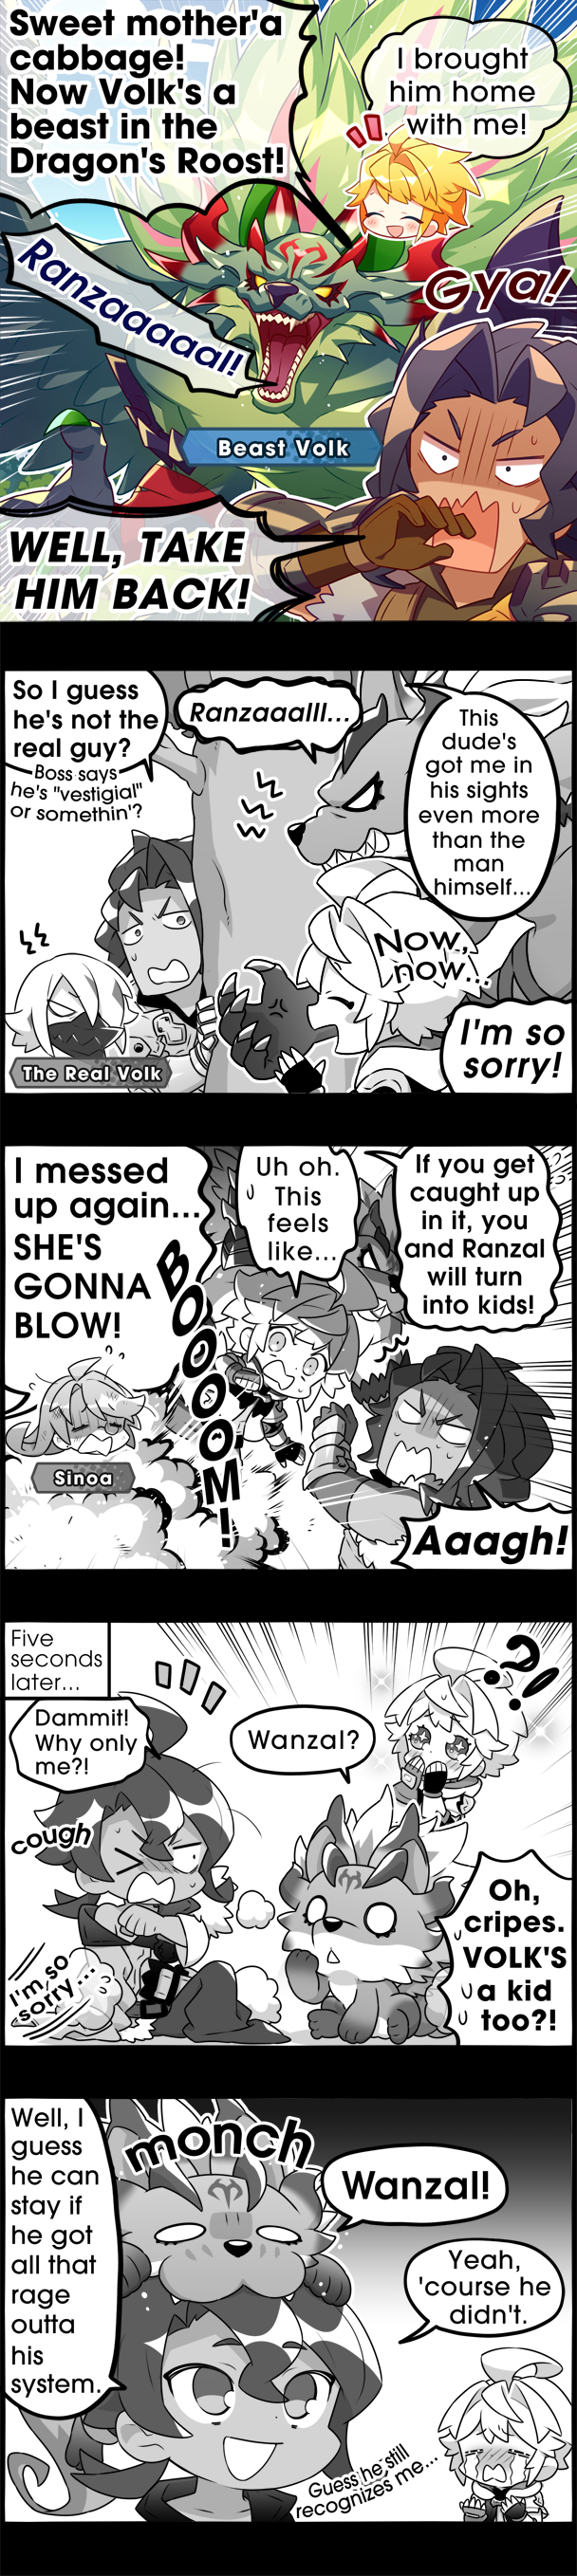 Sweet mother'a
cabbage!
Now Volk's a
beast in the
Dragon's Roost!
I brought
him home
with me!
Ranzaaaaal!
Gya!
Beast Volk
WELL, TAKE
HIM BACK!
So I guess
he's not the
real guy?
Boss says
he's "vestigial"
or somethin'?
Ranzaaalll...
This
dude's
got me in
his sights
even more
than the
man
himself...
Now,
now...
The Real Volk
I'm so
sorry!
I messed
up again...
SHE'S
GONNA
BLOW!
Uh oh.
This
feels
like...
If you get
caught up
in it, you
and Ranzal
will turn
into kids!
BOOOOOM!
Sinoa
Aaagh!
Five
seconds
later...
Dammit!
Why only
me?!
Wanzal?
?!
cough
I'm so
sorry...
Oh,
cripes.
VOLK'S
a kid
too?!
Well, I
guess
he can
stay if
he got
all that
rage
outta
his
system.
monch
Wanzal!
Yeah,
'course he
didn't.
Guess he still
recognizes me...